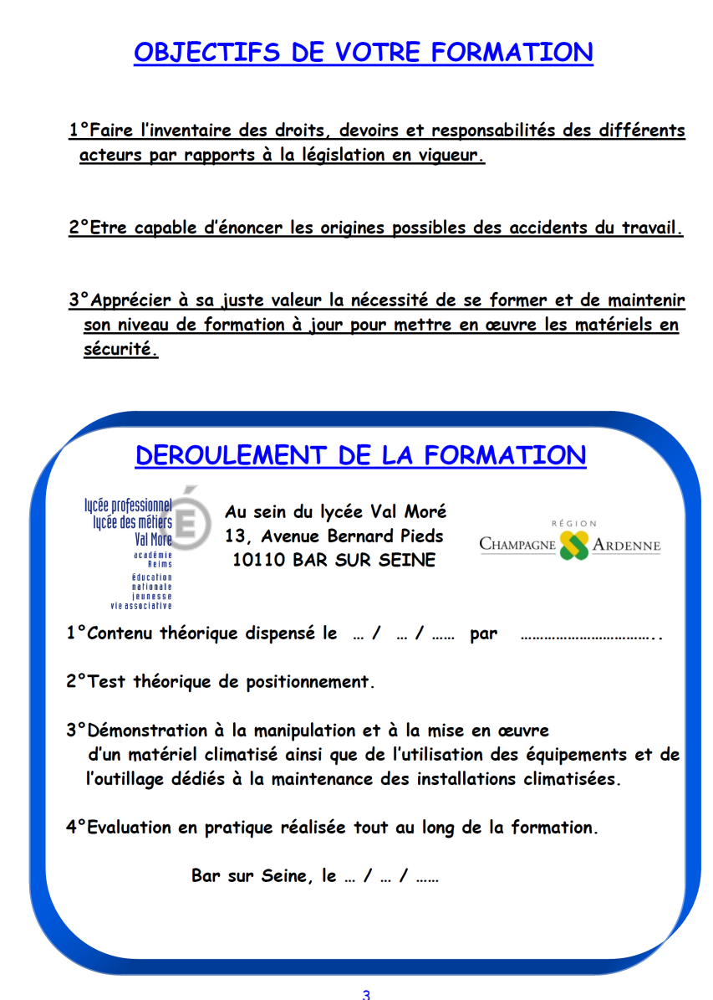 OBJECTIFS DE VOTRE FORMATION
1°Faire l’inventaire des droits, devoirs et responsabilités des différents
acteurs par rapports à la législation en vigueur.
2°Etre capable d’énoncer les origines possibles des accidents du travail.
3°Apprécier à sa juste valeur la nécessité de se former et de maintenir
son niveau de formation à jour pour mettre en œuvre les matériels en
sécurité.
DEROULEMENT DE LA FORMATION
lycée professionnel
lycée des métiers
Val More
académie
Reims
éducation
nationale
jeunesse
vie associative
É
Au sein du lycée Val Moré
13, Avenue Bernard Pieds
10110 BAR SUR SEINE
RÉGION
CHAMPAGNE ARDENNE
1°Contenu théorique dispensé le … / … / …… par ……………………………..
2°Test théorique de positionnement.
3°Démonstration à la manipulation et à la mise en œuvre
d’un matériel climatisé ainsi que de l’utilisation des équipements et de
l’outillage dédiés à la maintenance des installations climatisées.
4°Evaluation en pratique réalisée tout au long de la formation.
Bar sur Seine, le … / … / ……
3